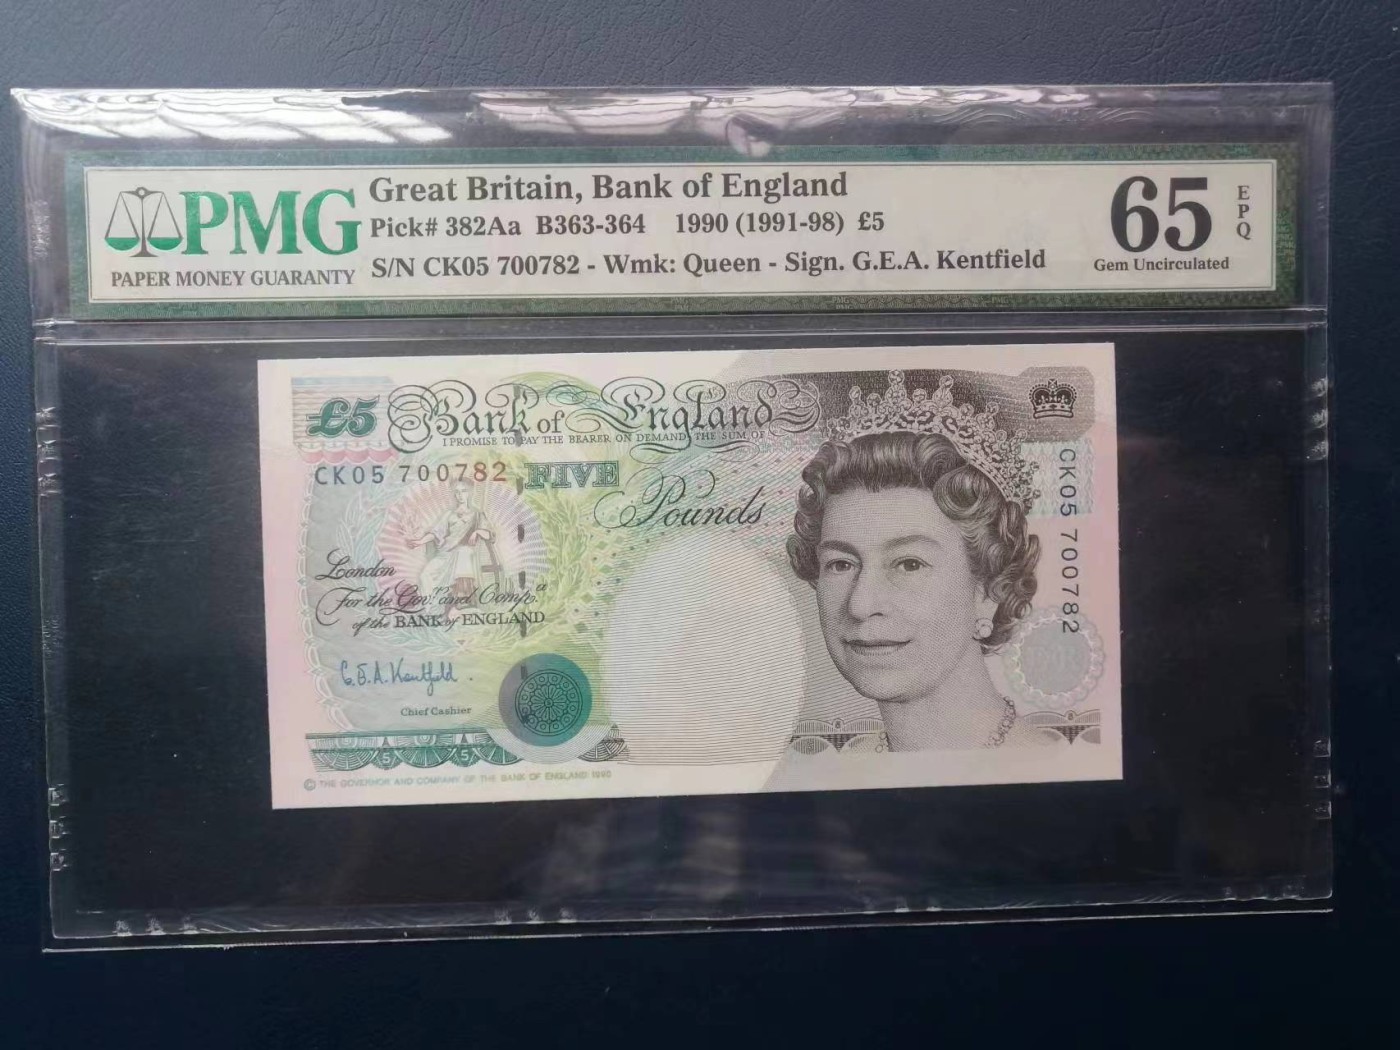 PMG
PAPER MONEY GUARANTY
Great Britain, Bank of England
Pick# 382Aa B363-364 1990 (1991-98) £5
S/N CK05 700782 - Wmk: Queen - Sign. G.E.A. Kentfield
65
EPQ
Gem Uncirculated
£5 Bank of England
I PROMISE TO PAY THE BEARER ON DEMAND THE SUM OF
CK05 700782 FIVE
Pounds
CK05 700782
London
For the Govr. and Compa.
of the BANK of ENGLAND
G.E.A. Kentfield
Chief Cashier
5 5
© THE GOVERNOR AND COMPANY OF THE BANK OF ENGLAND 1990